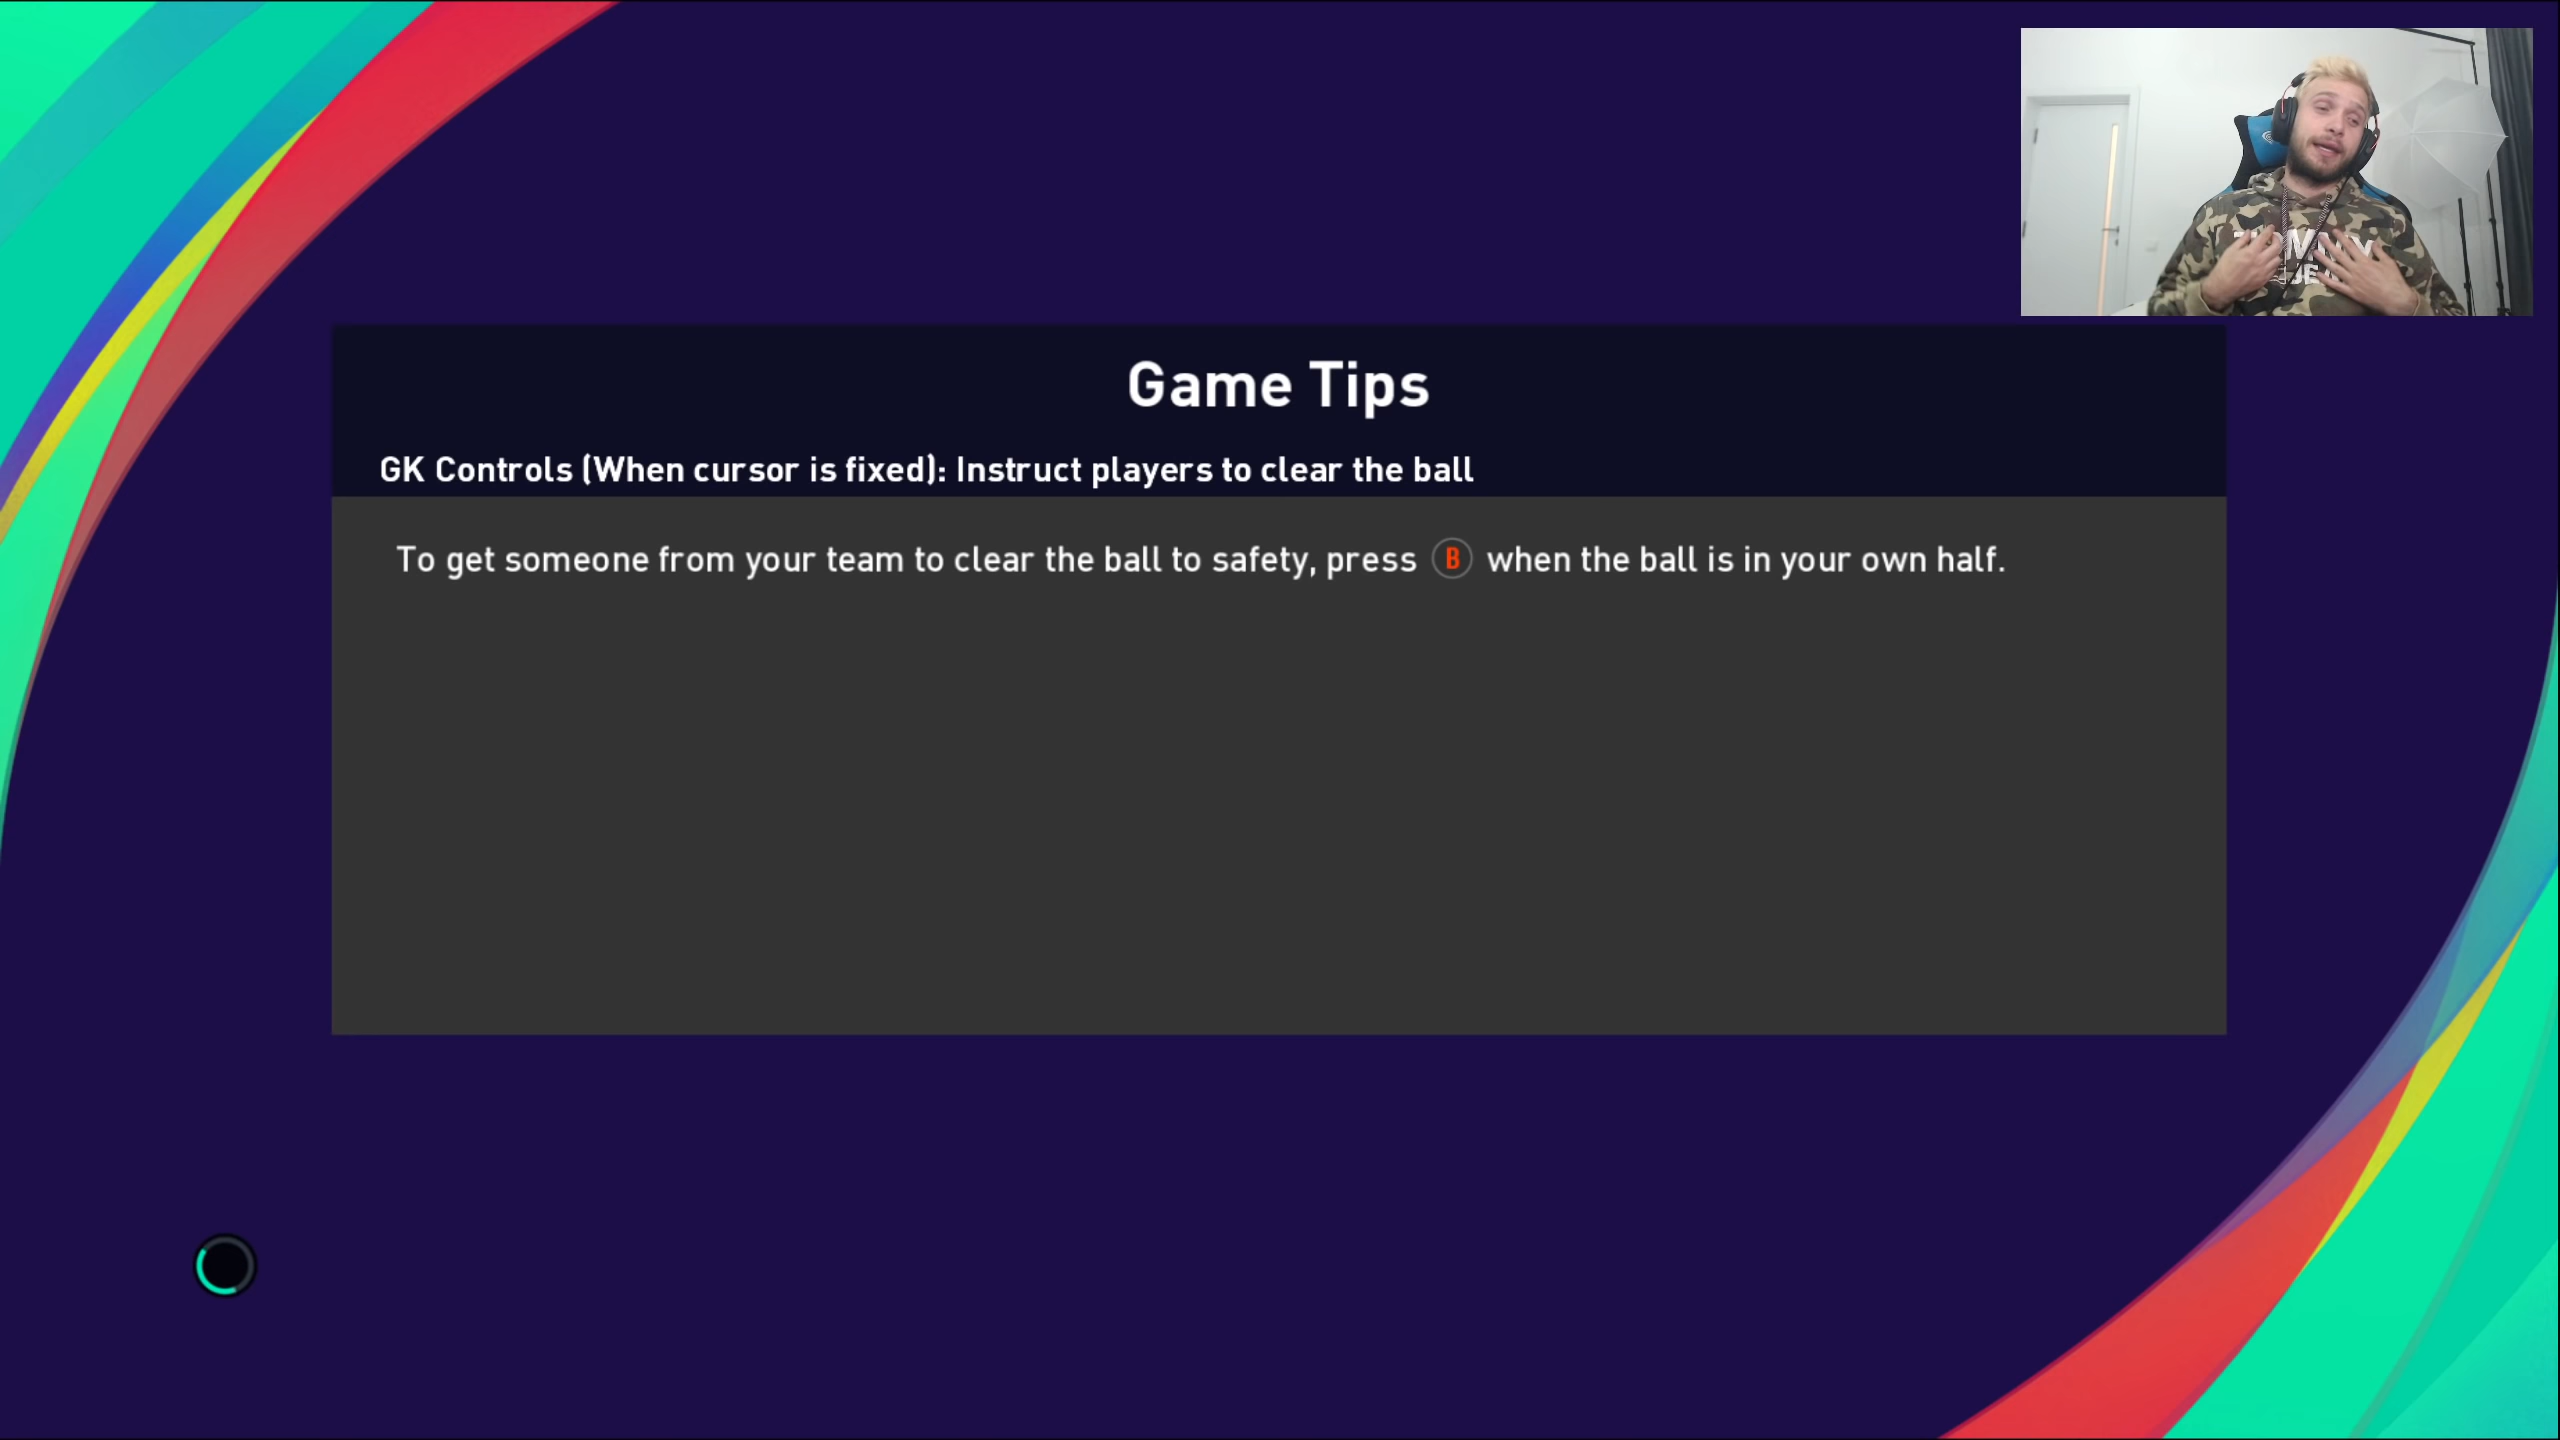 Game Tips
GK Controls (When cursor is fixed): Instruct players to clear the ball
To get someone from your team to clear the ball to safety, press B when the ball is in your own half.